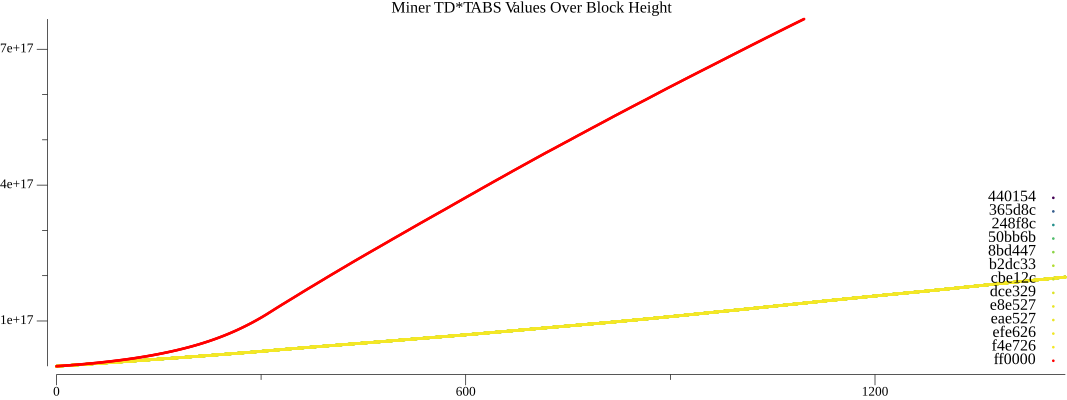 Miner TD*TABS Values Over Block Height
7e+17
4e+17
1e+17
440154
365d8c
248f8c
50bb6b
8bd447
b2dc33
cbe12c
dce329
e8e527
eae527
efe626
f4e726
ff0000
0
600
1200